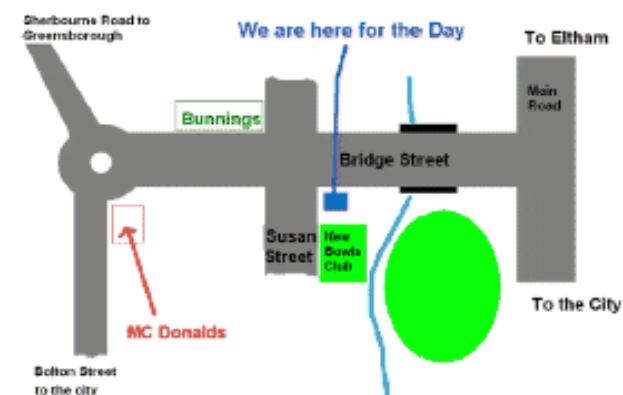 Sherbourne Road to
Greensborough
We are here for the Day
To Eltham
Main
Road
Bunnings
Bridge Street
Susan
Street
New
Bowls
Club
To the City
MC Donalds
Bolton Street
to the city